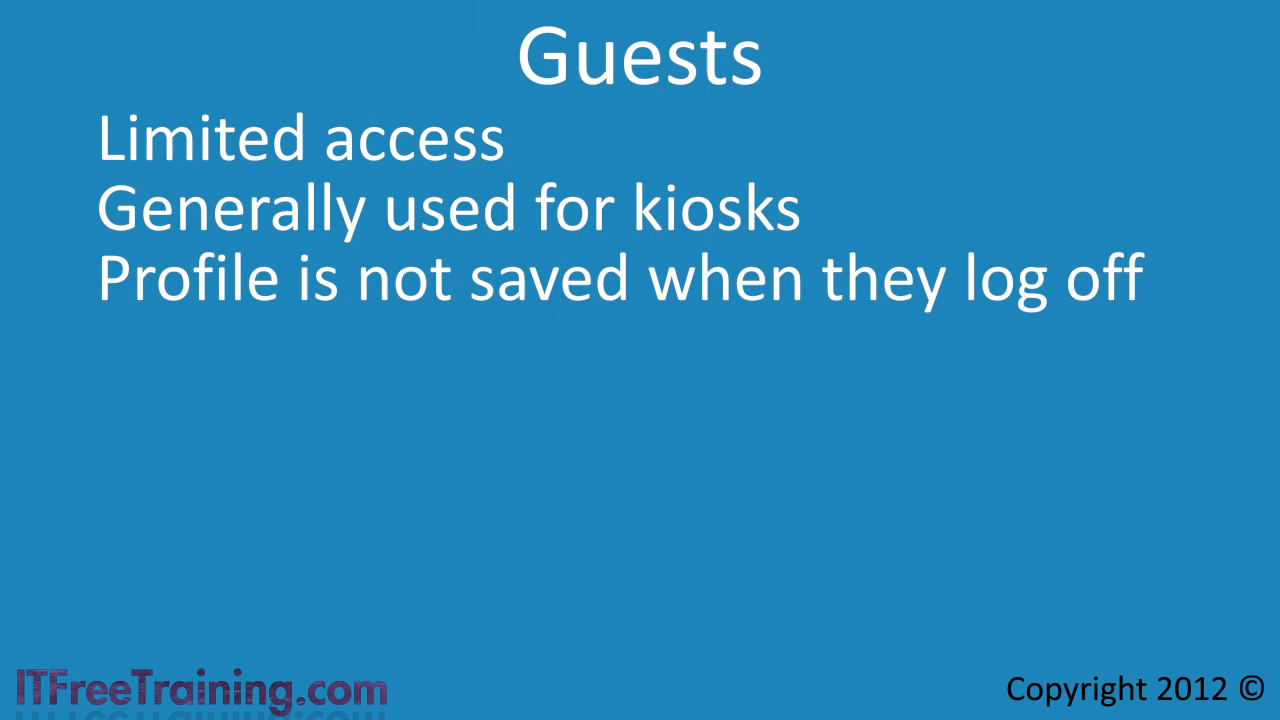 Guests
Limited access
Generally used for kiosks
Profile is not saved when they log off
ITFreeTraining.com
Copyright 2012 ©